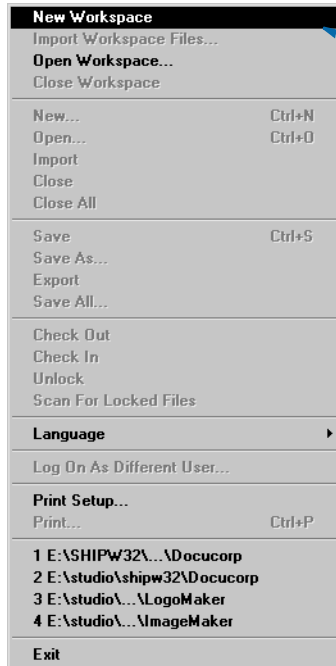 New Workspace
Import Workspace Files...
Open Workspace...
Close Workspace
New... Ctrl+N
Open... Ctrl+O
Import
Close
Close All
Save Ctrl+S
Save As...
Export
Save All...
Check Out
Check In
Unlock
Scan For Locked Files
Language
Log On As Different User...
Print Setup...
Print... Ctrl+P
1 E:\SHIPW32\...\Docucorp
2 E:\studio\shipw32\Docucorp
3 E:\studio\...\LogoMaker
4 E:\studio\...\ImageMaker
Exit